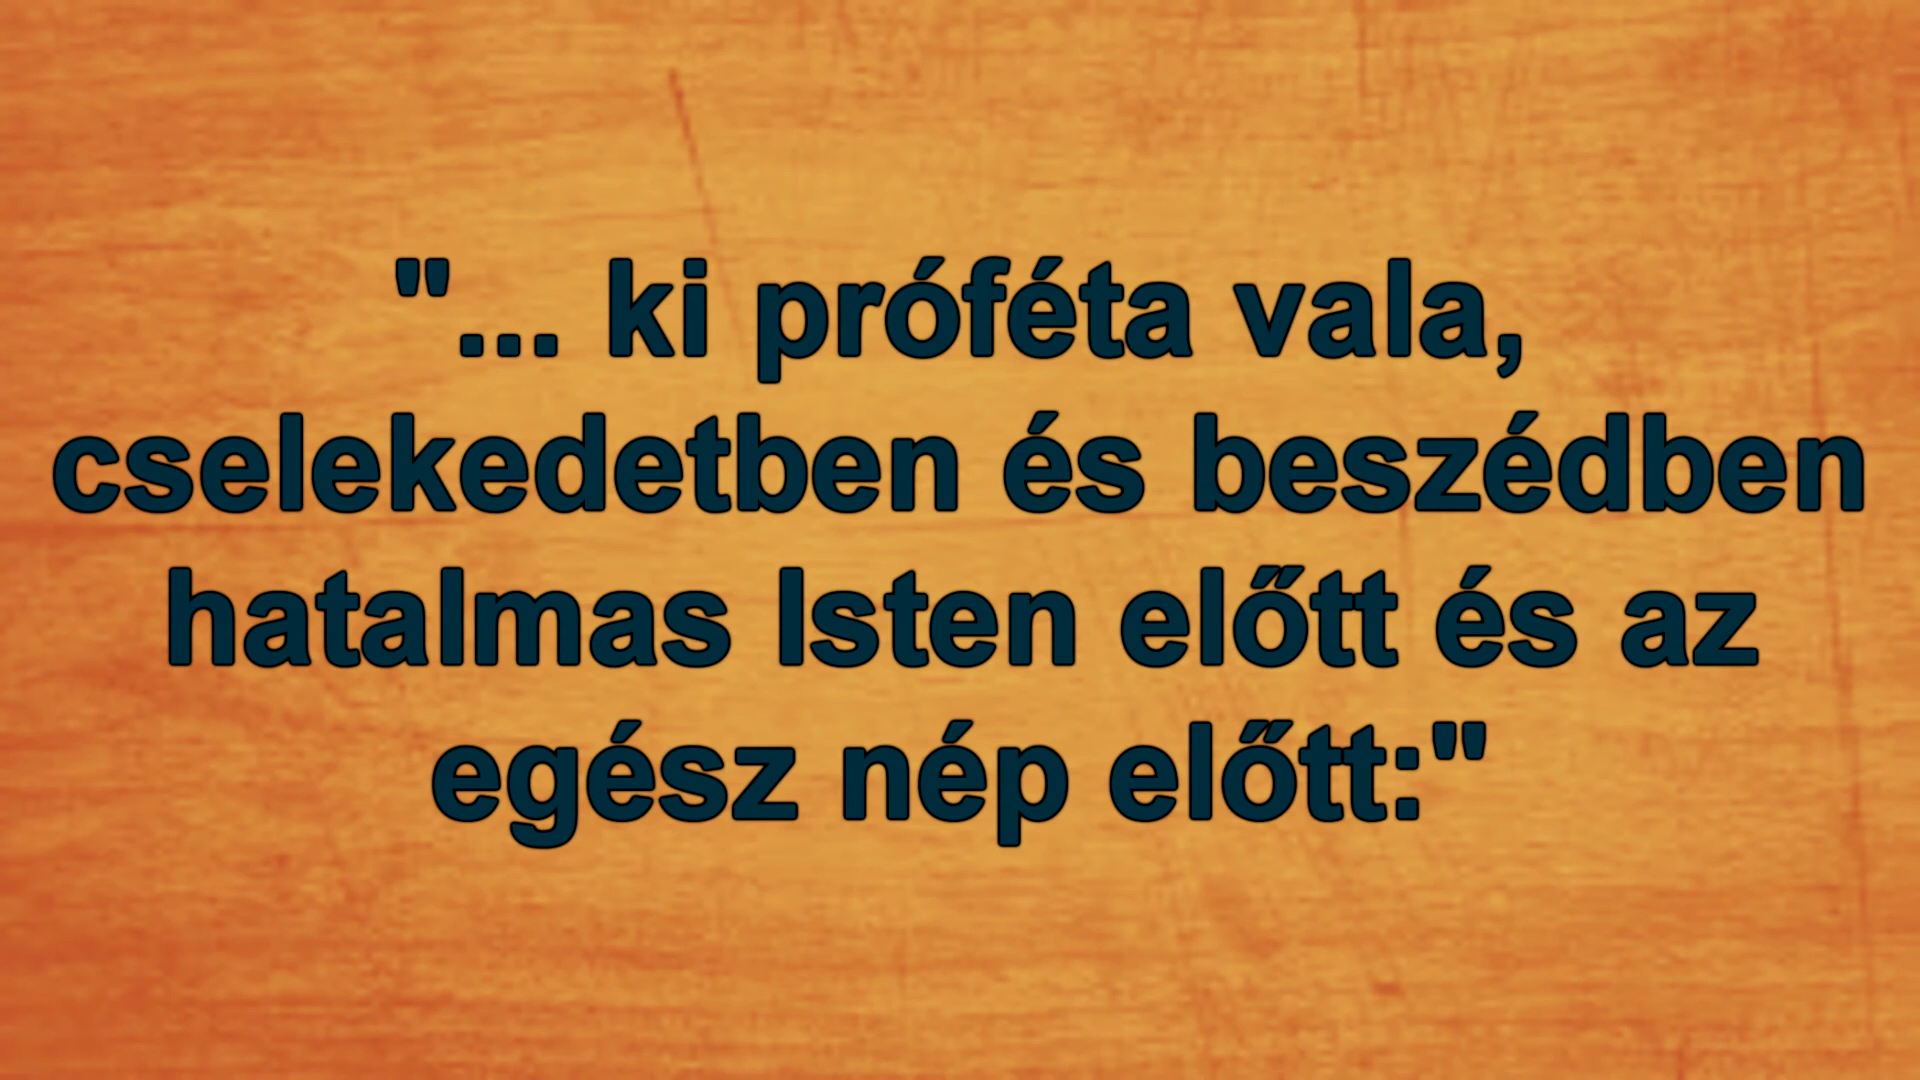 "... ki próféta vala,
cselekedetben és beszédben
hatalmas Isten előtt és az
egész nép előtt:"